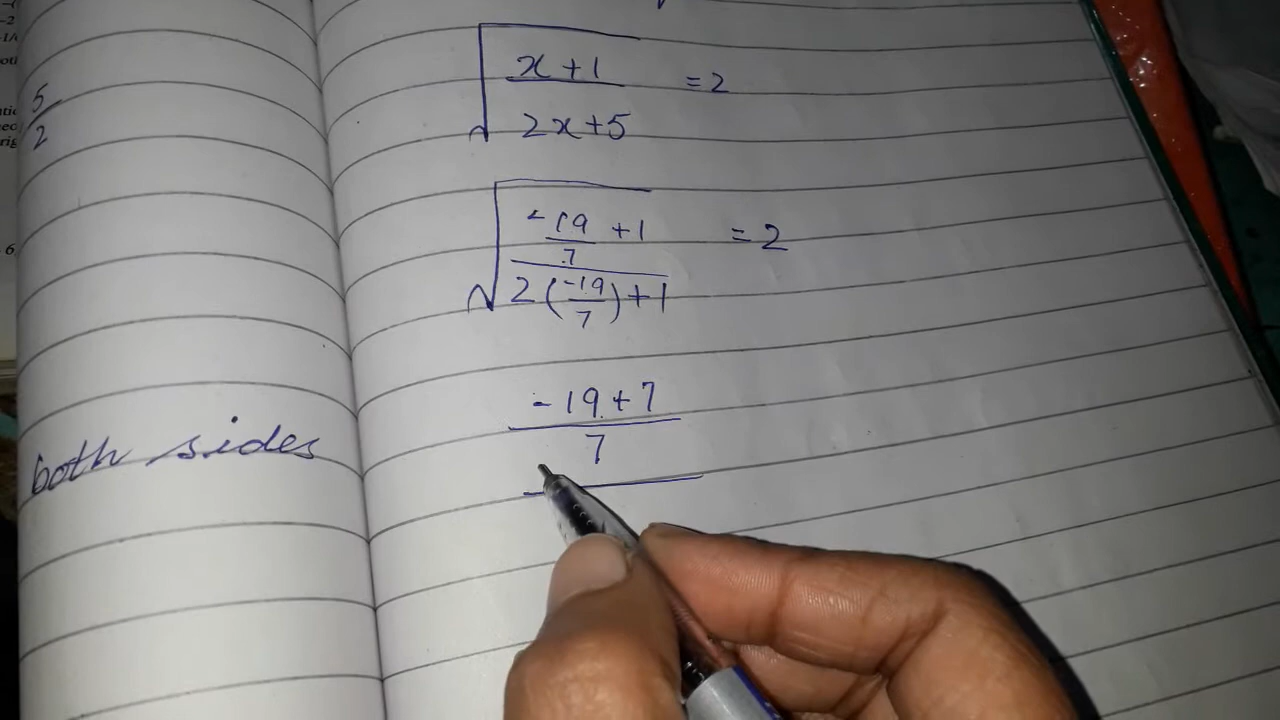 5/2
both sides
√((x+1)/(2x+5)) =2
√((-19/7 +1)/(2(-19/7)+1)) =2
(-19+7)/7